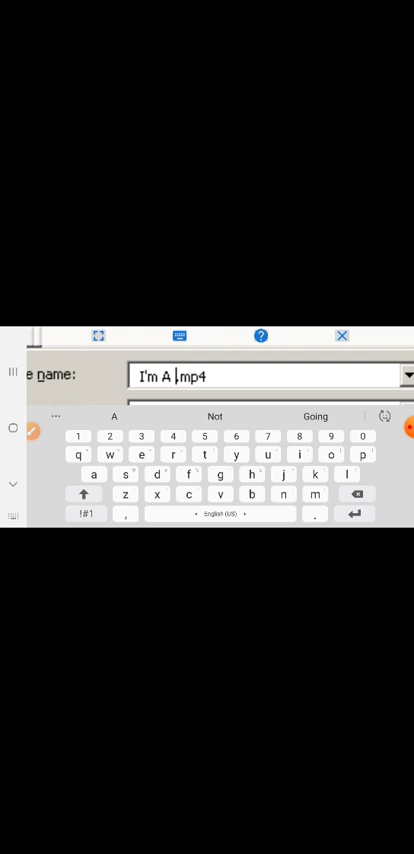 e name:
I'm A .mp4
... A Not Going
1 2 3 4 5 6 7 8 9 0
q w e r t y u i o p
a s d f g h j k l
z x c v b n m
!#1 , English (US) .